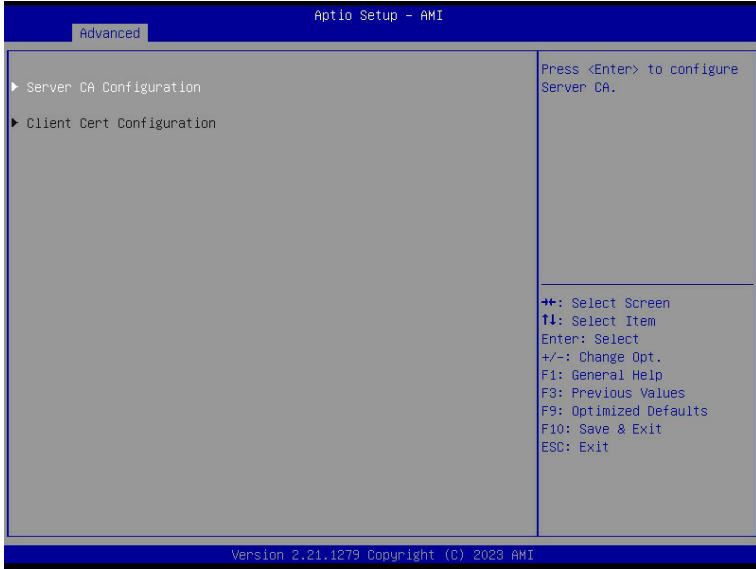 Aptio Setup – AMI
Advanced
▶ Server CA Configuration
▶ Client Cert Configuration
Press <Enter> to configure
Server CA.
→←: Select Screen
↑↓: Select Item
Enter: Select
+/-: Change Opt.
F1: General Help
F3: Previous Values
F9: Optimized Defaults
F10: Save & Exit
ESC: Exit
Version 2.21.1279 Copyright (C) 2023 AMI